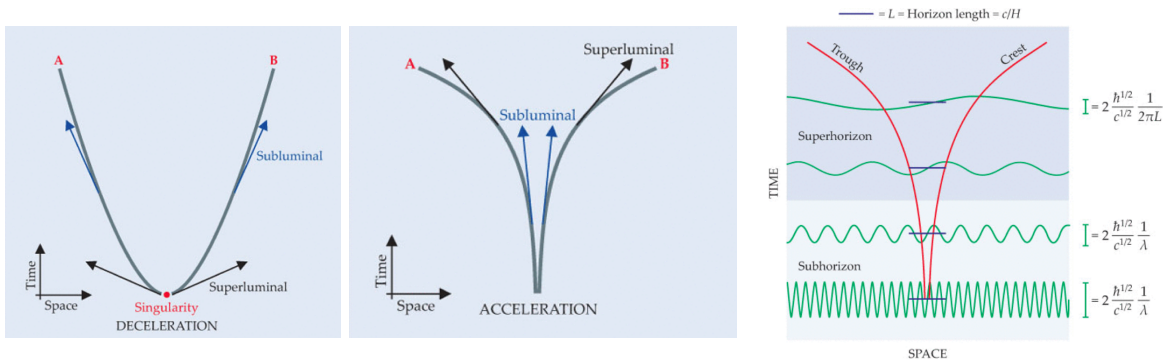 A
B
Subluminal
Time
Space
Superluminal
Singularity
DECELERATION
Superluminal
A
B
Subluminal
Time
Space
ACCELERATION
= L = Horizon length = c/H
Trough
Crest
= 2 ħ^{1/2}/c^{1/2} 1/2πL
Superhorizon
TIME
= 2 ħ^{1/2}/c^{1/2} 1/λ
Subhorizon
= 2 ħ^{1/2}/c^{1/2} 1/λ
SPACE